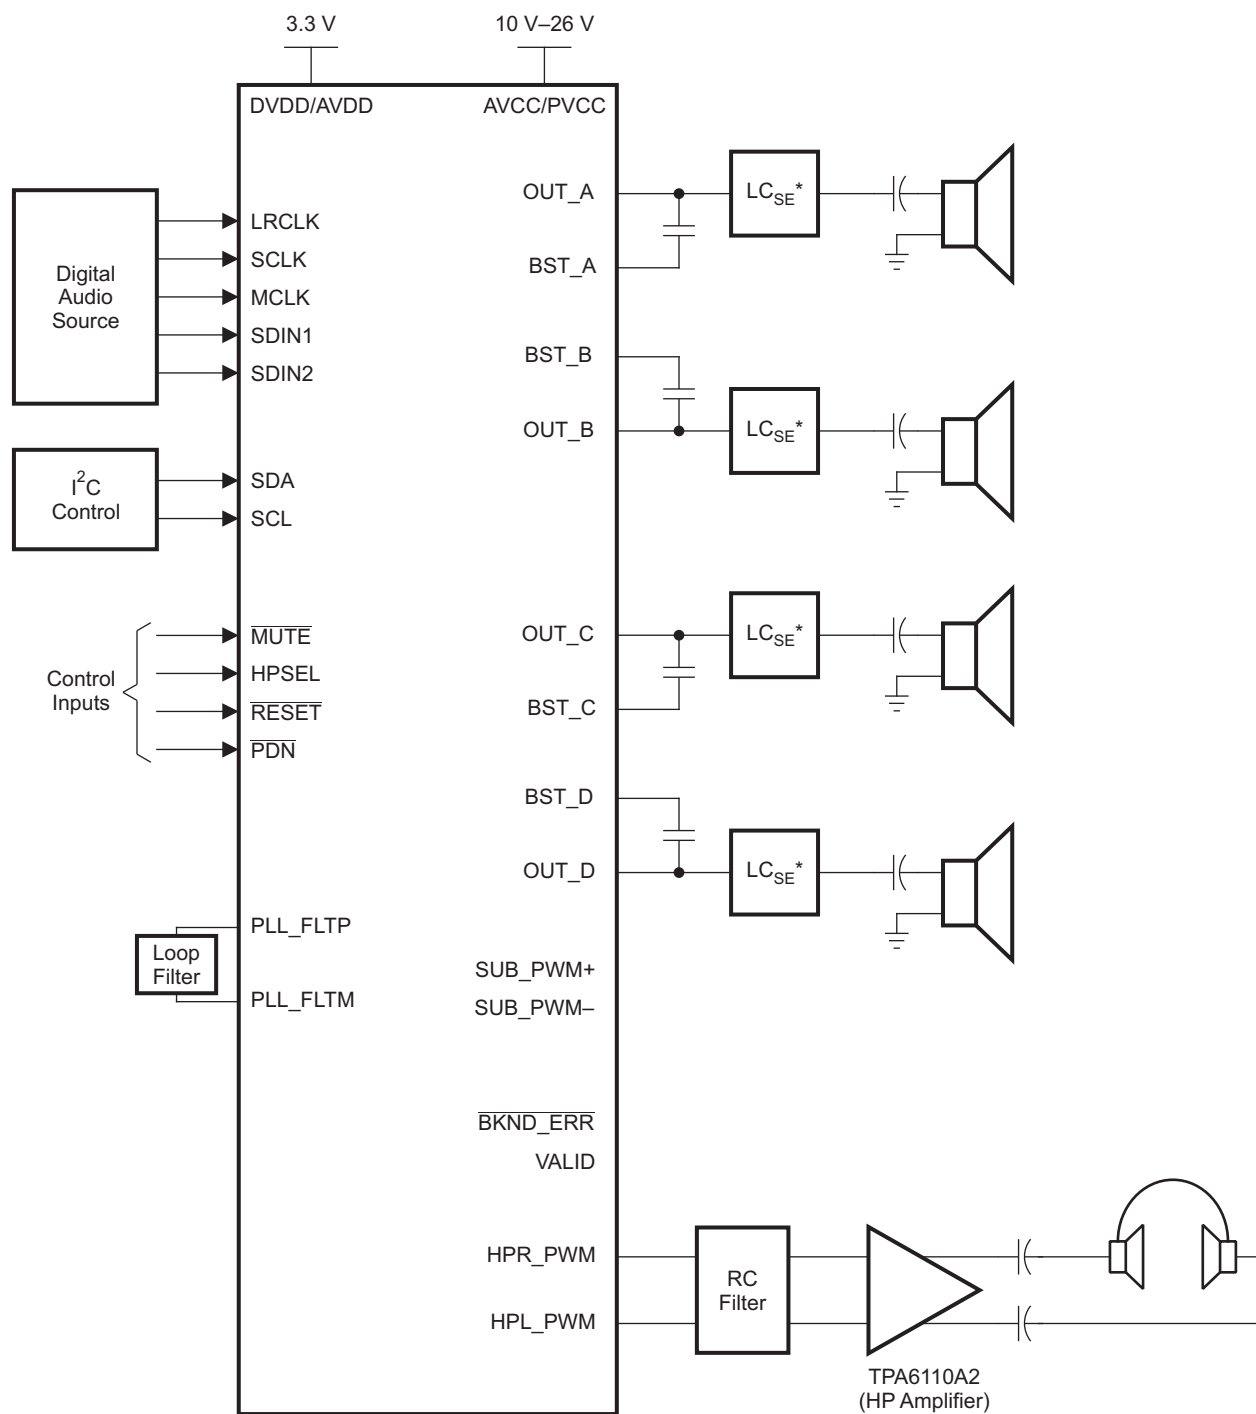 3.3 V
10 V–26 V
DVDD/AVDD
AVCC/PVCC
Digital
Audio
Source
LRCLK
SCLK
MCLK
SDIN1
SDIN2
I²C
Control
SDA
SCL
Control
Inputs
MUTE
HPSEL
RESET
PDN
PLL_FLTP
Loop
Filter
PLL_FLTM
OUT_A
LCSE*
BST_A
BST_B
OUT_B
LCSE*
OUT_C
LCSE*
BST_C
BST_D
OUT_D
LCSE*
SUB_PWM+
SUB_PWM–
BKND_ERR
VALID
HPR_PWM
HPL_PWM
RC
Filter
TPA6110A2
(HP Amplifier)